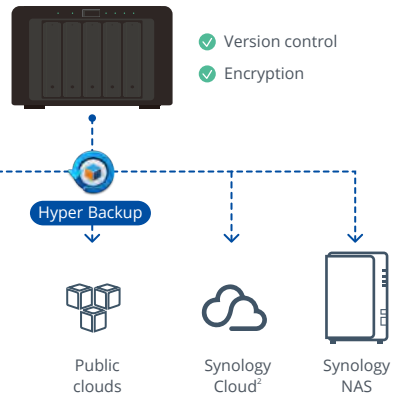 Version control
Encryption
Hyper Backup
Public
clouds
Synology
Cloud²
Synology
NAS